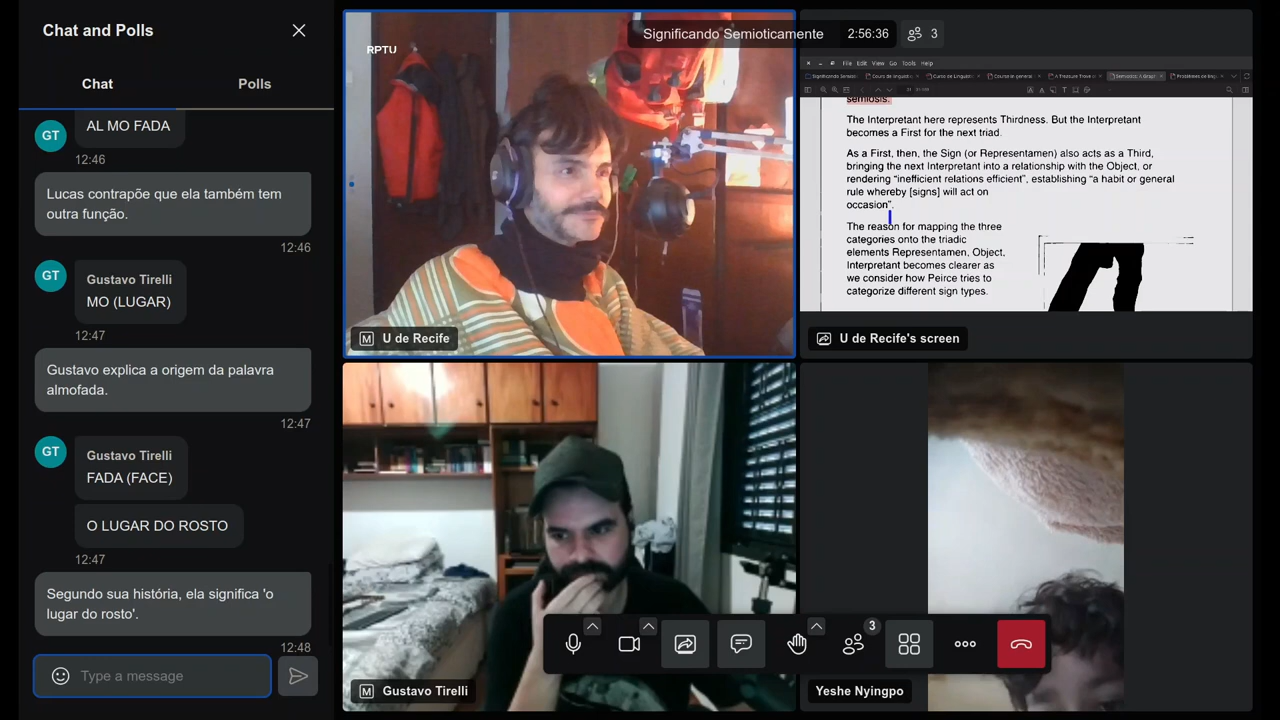 Chat and Polls
Chat
Polls
AL MO FADA
GT
12:46
Lucas contrapõe que ela também tem
outra função.
12:46
GT
Gustavo Tirelli
MO (LUGAR)
12:47
Gustavo explica a origem da palavra
almofada.
12:47
GT
Gustavo Tirelli
FADA (FACE)
O LUGAR DO ROSTO
12:47
Segundo sua história, ela significa 'o
lugar do rosto'.
12:48
Type a message
RPTU
Significando Semioticamente
2:56:36
3
U de Recife
File Edit View Go Tools Help
semiosis.
The Interpretant here represents Thirdness. But the Interpretant
becomes a First for the next triad.
As a First, then, the Sign (or Representamen) also acts as a Third,
bringing the next Interpretant into a relationship with the Object, or
rendering “inefficient relations efficient”, establishing “a habit or general
rule whereby [signs] will act on
occasion”.
The reason for mapping the three
categories onto the triadic
elements Representamen, Object,
Interpretant becomes clearer as
we consider how Peirce tries to
categorize different sign types.
U de Recife's screen
Gustavo Tirelli
3
Yeshe Nyingpo